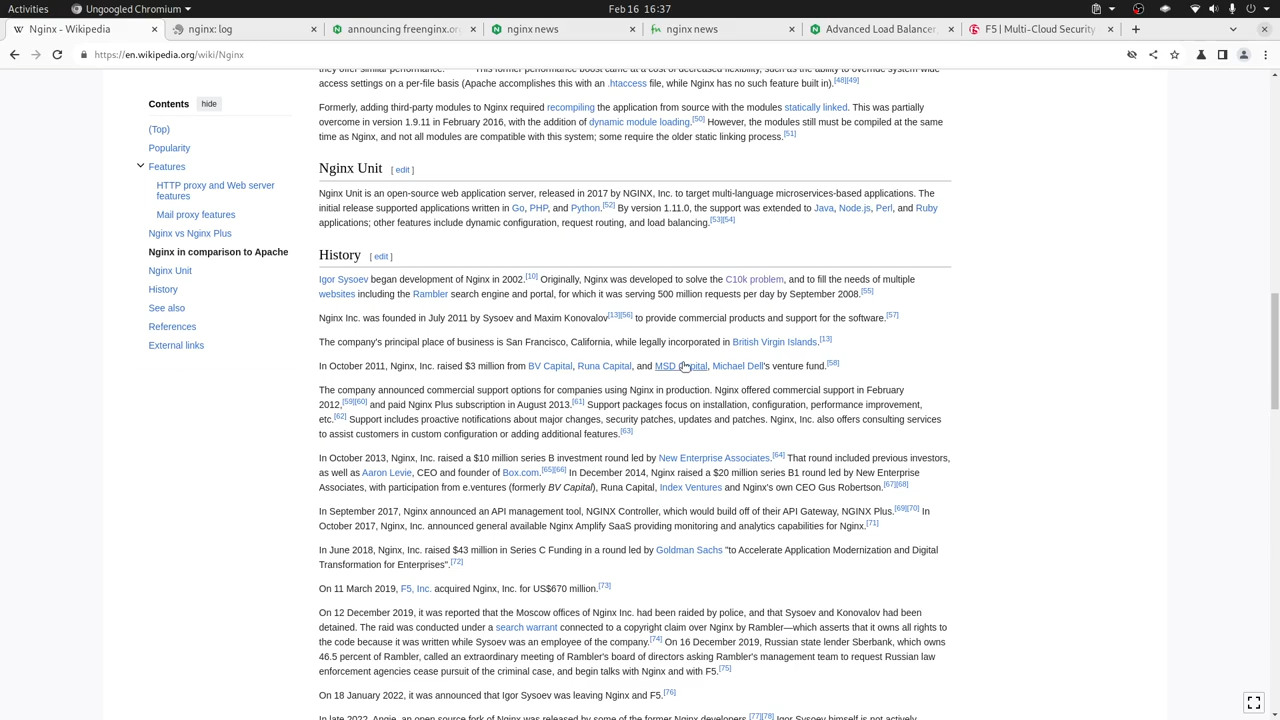 Nginx - Wikipedia
nginx: log
announcing freenginx.or
nginx news
nginx news
Advanced Load Balancer,
F5 | Multi-Cloud Security
https://en.wikipedia.org/wiki/Nginx
Contents hide
(Top)
Popularity
Features
HTTP proxy and Web server
features
Mail proxy features
Nginx vs Nginx Plus
Nginx in comparison to Apache
Nginx Unit
History
See also
References
External links
access settings on a per-file basis (Apache accomplishes this with an .htaccess file, while Nginx has no such feature built in).[48][49]
Formerly, adding third-party modules to Nginx required recompiling the application from source with the modules statically linked. This was partially
overcome in version 1.9.11 in February 2016, with the addition of dynamic module loading.[50] However, the modules still must be compiled at the same
time as Nginx, and not all modules are compatible with this system; some require the older static linking process.[51]
Nginx Unit [ edit ]
Nginx Unit is an open-source web application server, released in 2017 by NGINX, Inc. to target multi-language microservices-based applications. The
initial release supported applications written in Go, PHP, and Python.[52] By version 1.11.0, the support was extended to Java, Node.js, Perl, and Ruby
applications; other features include dynamic configuration, request routing, and load balancing.[53][54]
History [ edit ]
Igor Sysoev began development of Nginx in 2002.[10] Originally, Nginx was developed to solve the C10k problem, and to fill the needs of multiple
websites including the Rambler search engine and portal, for which it was serving 500 million requests per day by September 2008.[55]
Nginx Inc. was founded in July 2011 by Sysoev and Maxim Konovalov[13][56] to provide commercial products and support for the software.[57]
The company's principal place of business is San Francisco, California, while legally incorporated in British Virgin Islands.[13]
In October 2011, Nginx, Inc. raised $3 million from BV Capital, Runa Capital, and MSD Capital, Michael Dell's venture fund.[58]
The company announced commercial support options for companies using Nginx in production. Nginx offered commercial support in February
2012,[59][60] and paid Nginx Plus subscription in August 2013.[61] Support packages focus on installation, configuration, performance improvement,
etc.[62] Support includes proactive notifications about major changes, security patches, updates and patches. Nginx, Inc. also offers consulting services
to assist customers in custom configuration or adding additional features.[63]
In October 2013, Nginx, Inc. raised a $10 million series B investment round led by New Enterprise Associates.[64] That round included previous investors,
as well as Aaron Levie, CEO and founder of Box.com.[65][66] In December 2014, Nginx raised a $20 million series B1 round led by New Enterprise
Associates, with participation from e.ventures (formerly BV Capital), Runa Capital, Index Ventures and Nginx's own CEO Gus Robertson.[67][68]
In September 2017, Nginx announced an API management tool, NGINX Controller, which would build off of their API Gateway, NGINX Plus.[69][70] In
October 2017, Nginx, Inc. announced general available Nginx Amplify SaaS providing monitoring and analytics capabilities for Nginx.[71]
In June 2018, Nginx, Inc. raised $43 million in Series C Funding in a round led by Goldman Sachs "to Accelerate Application Modernization and Digital
Transformation for Enterprises".[72]
On 11 March 2019, F5, Inc. acquired Nginx, Inc. for US$670 million.[73]
On 12 December 2019, it was reported that the Moscow offices of Nginx Inc. had been raided by police, and that Sysoev and Konovalov had been
detained. The raid was conducted under a search warrant connected to a copyright claim over Nginx by Rambler—which asserts that it owns all rights to
the code because it was written while Sysoev was an employee of the company.[74] On 16 December 2019, Russian state lender Sberbank, which owns
46.5 percent of Rambler, called an extraordinary meeting of Rambler's board of directors asking Rambler's management team to request Russian law
enforcement agencies cease pursuit of the criminal case, and begin talks with Nginx and with F5.[75]
On 18 January 2022, it was announced that Igor Sysoev was leaving Nginx and F5.[76]
In late 2022, Angie, an open source fork of Nginx was released by some of the former Nginx developers.[77][78] Igor Sysoev himself is not actively